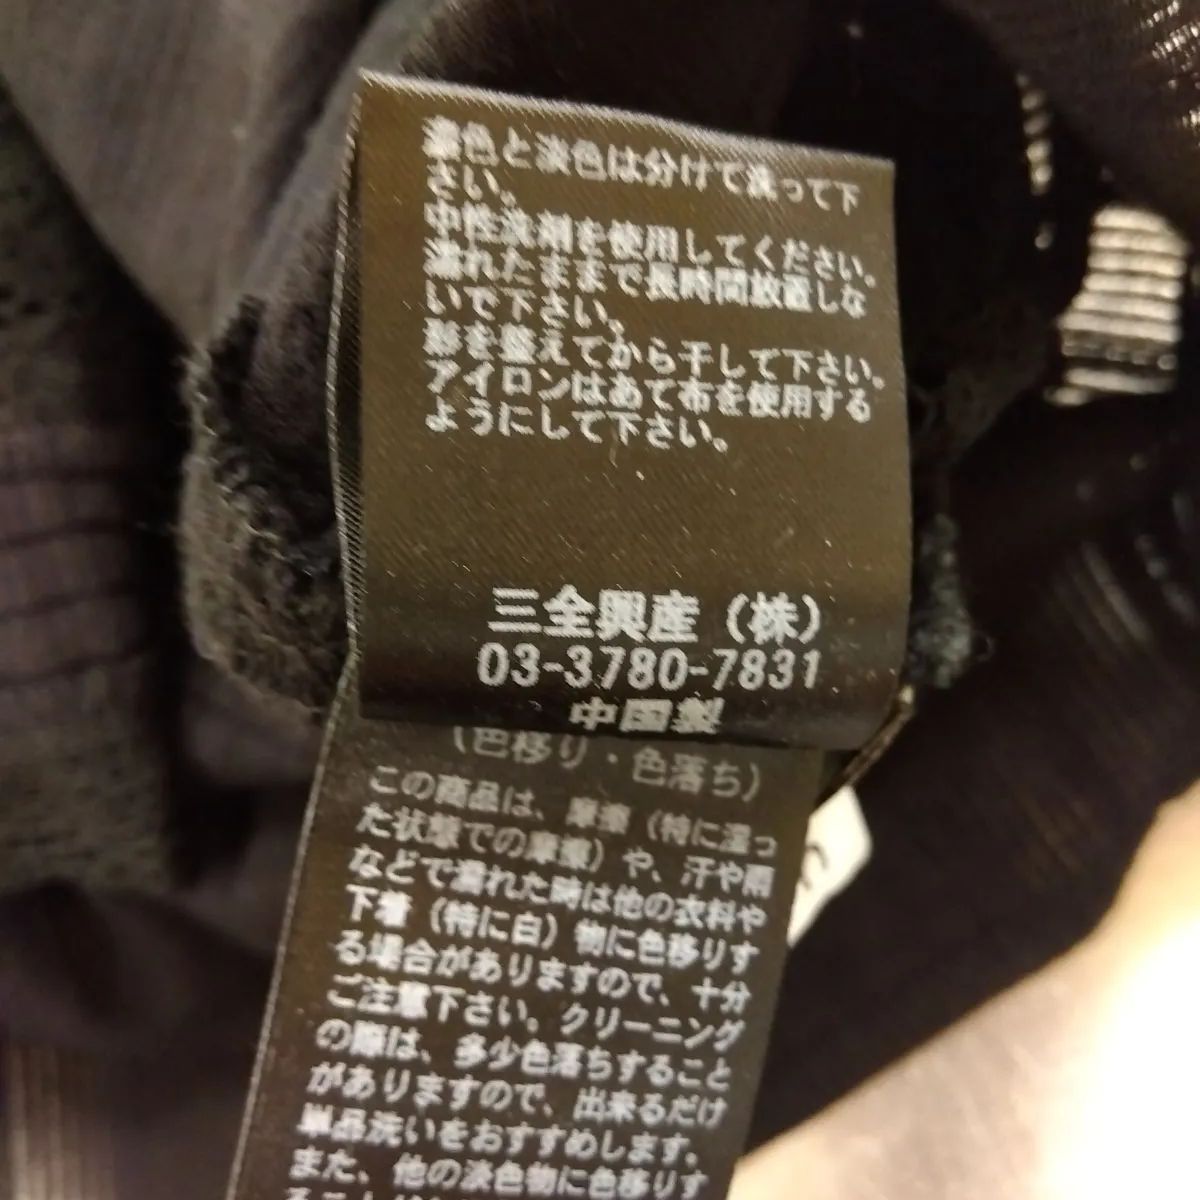 濃色と淡色は分けて洗って下
さい。
中性洗剤を使用してください。
濡れたままで長時間放置しな
いで下さい。
形を整えてから干して下さい。
アイロンはあて布を使用する
ようにして下さい。
三全興産（株）
03-3780-7831
中国製
（色移り・色落ち）
この商品は、摩擦（特に湿っ
た状態での摩擦）や、汗や雨
などで濡れた時は他の衣料や
下着（特に白）物に色移りす
る場合がありますので、十分
ご注意下さい。クリーニング
の際は、多少色落ちすること
がありますので、出来るだけ
単品洗いをおすすめします。
また、他の淡色物に色移りす